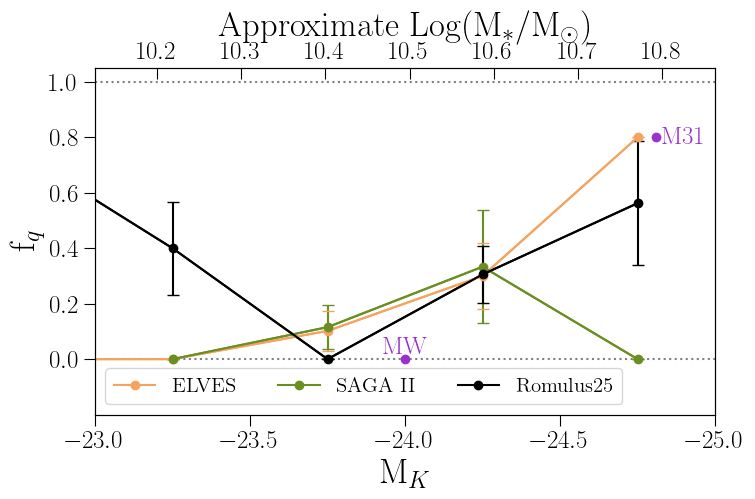 Approximate Log(M*/M⊙)
10.2 10.3 10.4 10.5 10.6 10.7 10.8
1.0
0.8
0.6
0.4
0.2
0.0
f_q
M31
MW
ELVES SAGA II Romulus25
−23.0 −23.5 −24.0 −24.5 −25.0
M_K